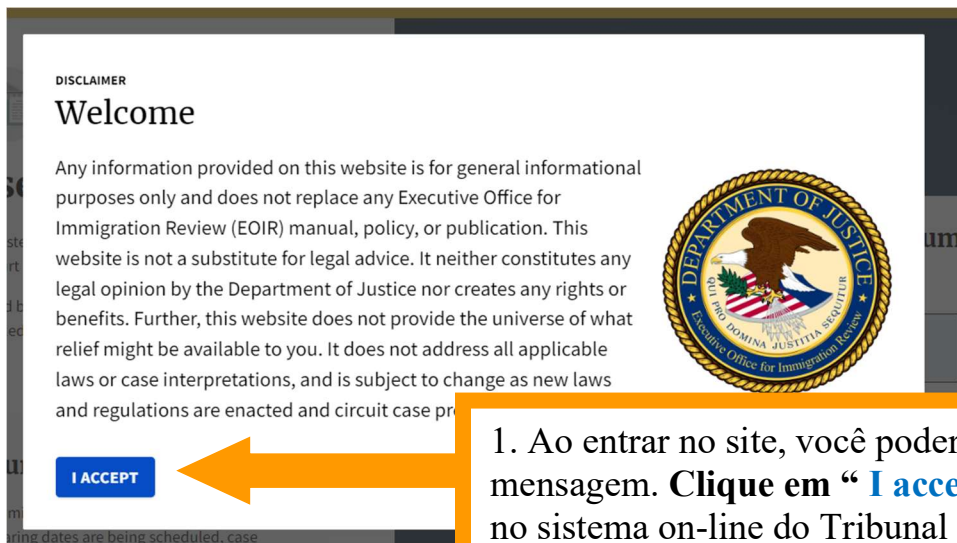 DISCLAIMER
Welcome
Any information provided on this website is for general informational
purposes only and does not replace any Executive Office for
Immigration Review (EOIR) manual, policy, or publication. This
website is not a substitute for legal advice. It neither constitutes any
legal opinion by the Department of Justice nor creates any rights or
benefits. Further, this website does not provide the universe of what
relief might be available to you. It does not address all applicable
laws or case interpretations, and is subject to change as new laws
and regulations are enacted and circuit case
DEPARTMENT OF JUSTICE
QUI PRO DOMINA JUSTITIA SEQUITUR
Executive Office for Immigration Review
I ACCEPT
1. Ao entrar no site, você
mensagem. Clique em “ I
no sistema on-line do Tribunal
dates are being scheduled, case